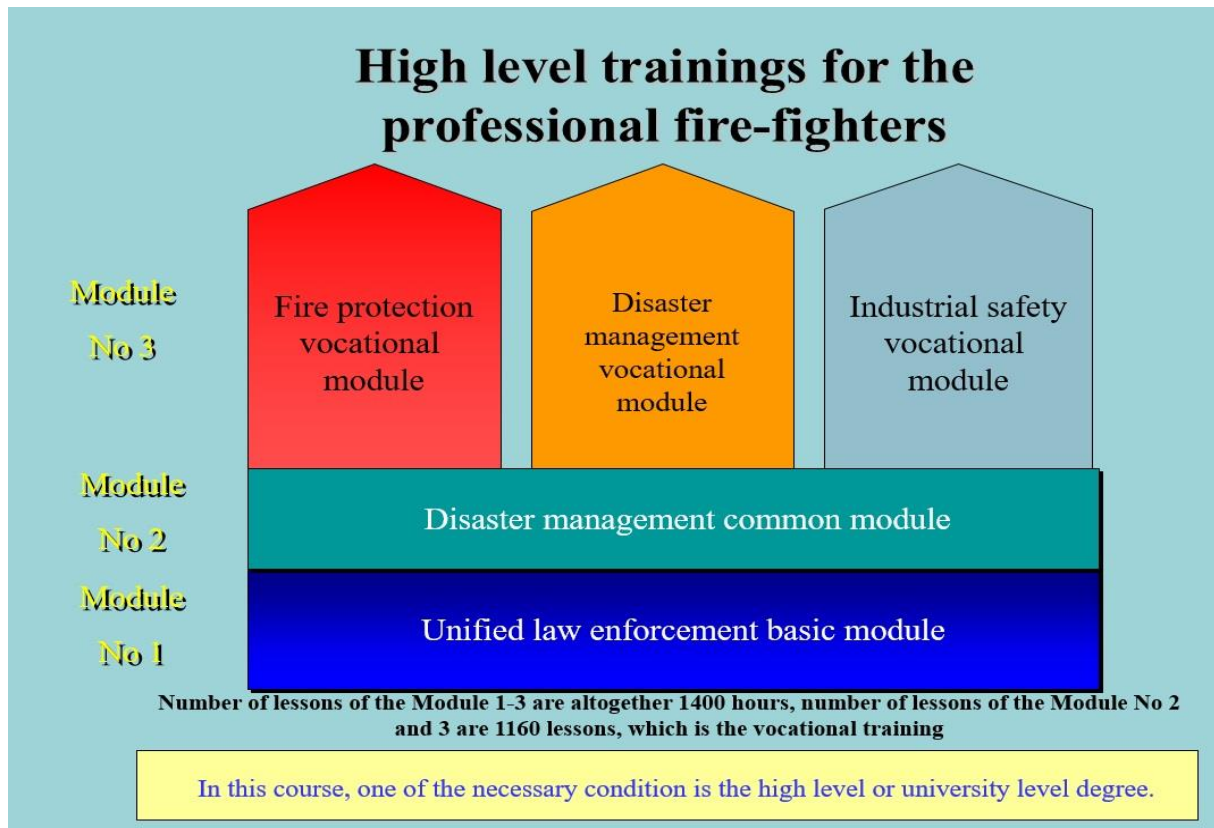 High level trainings for the
professional fire-fighters
Module
No 3
Fire protection
vocational
module
Disaster
management
vocational
module
Industrial safety
vocational
module
Module
No 2
Disaster management common module
Module
No 1
Unified law enforcement basic module
Number of lessons of the Module 1-3 are altogether 1400 hours, number of lessons of the Module No 2
and 3 are 1160 lessons, which is the vocational training
In this course, one of the necessary condition is the high level or university level degree.